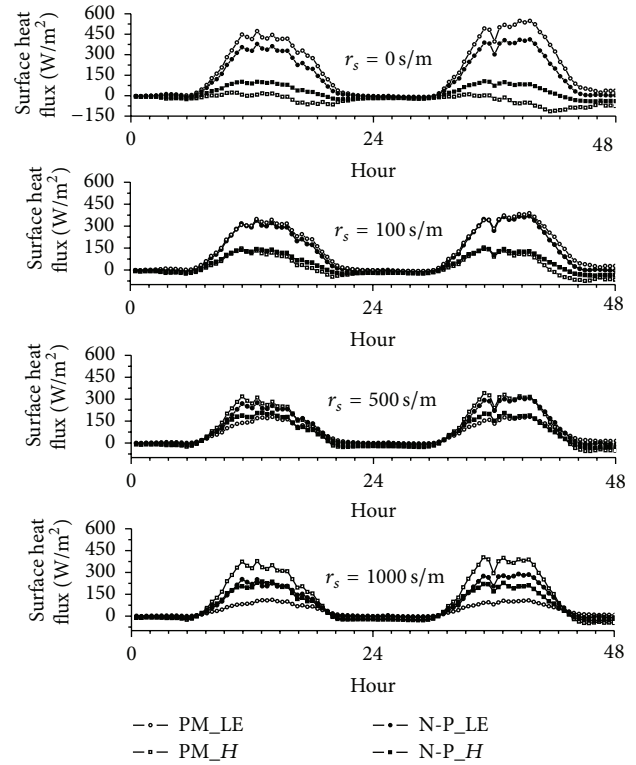 Surface heat
flux (W/m²)
600
450
300
150
0
−150
r_s = 0 s/m
24
48
Hour
Surface heat
flux (W/m²)
600
450
300
150
0
r_s = 100 s/m
0
24
48
Hour
Surface heat
flux (W/m²)
600
450
300
150
0
r_s = 500 s/m
0
24
48
Hour
Surface heat
flux (W/m²)
600
450
300
150
0
r_s = 1000 s/m
0
24
48
Hour
PM_LE
N-P_LE
PM_H
N-P_H